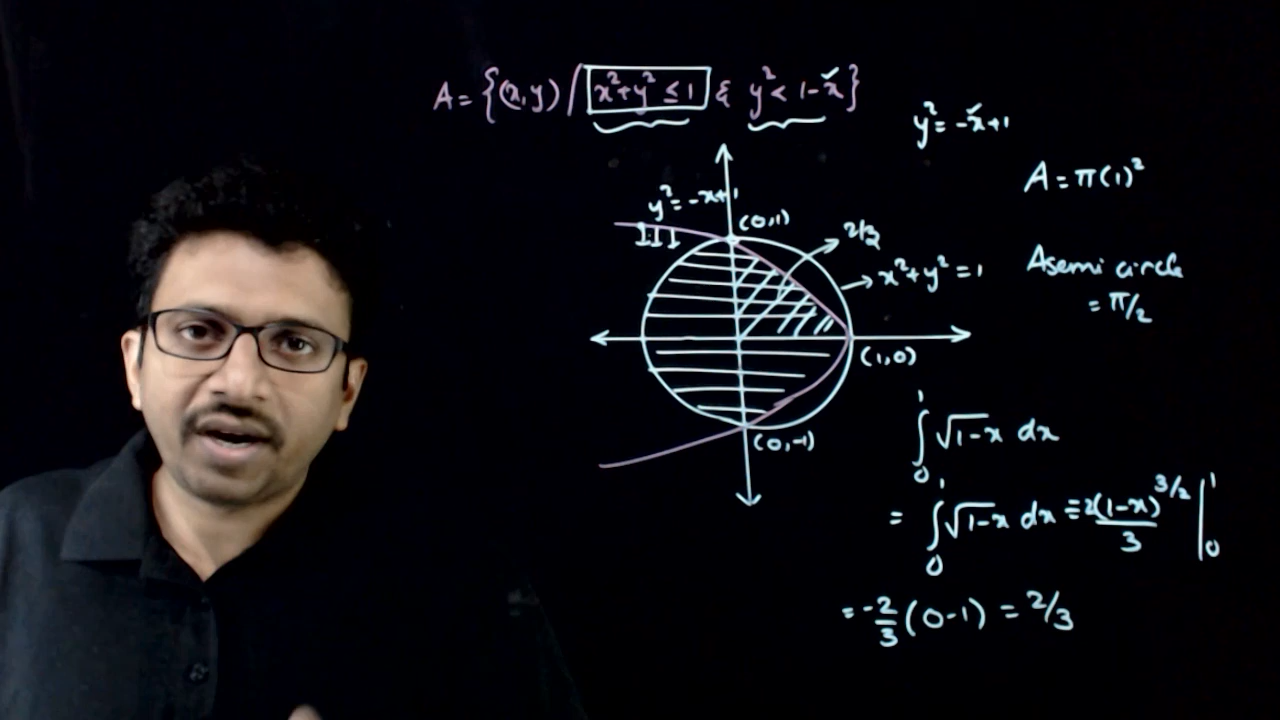 A = {(x,y) / x²+y² ≤ 1 & y² < 1-x}
y² = -x+1
A = π(1)²
y² = -x+1
(0,1)
2/3
x²+y² = 1
A semi circle
= π/2
(1,0)
(0,-1)
∫₀¹ √1-x dx
= ∫₀¹ √1-x dx = -2(1-x)^3/2 / 3 |₀¹
= -2/3 (0-1) = 2/3